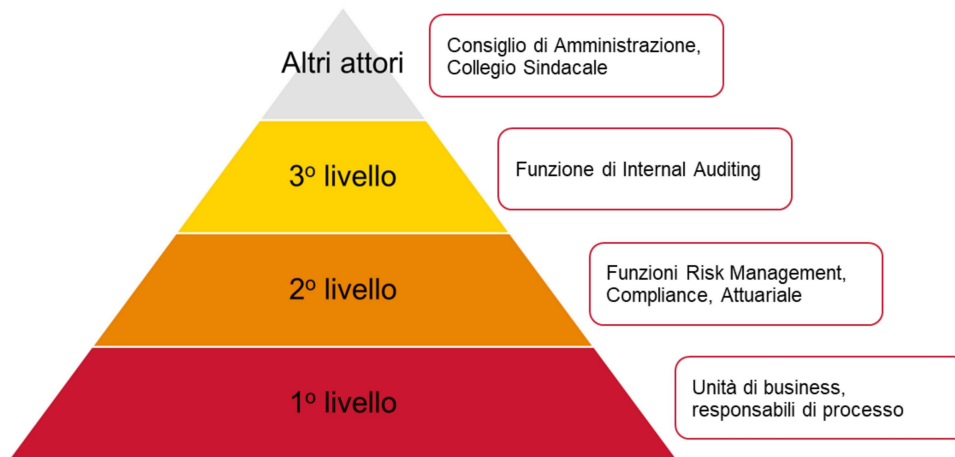 Altri attori
Consiglio di Amministrazione,
Collegio Sindacale
3º livello
Funzione di Internal Auditing
2º livello
Funzioni Risk Management,
Compliance, Attuariale
1º livello
Unità di business,
responsabili di processo